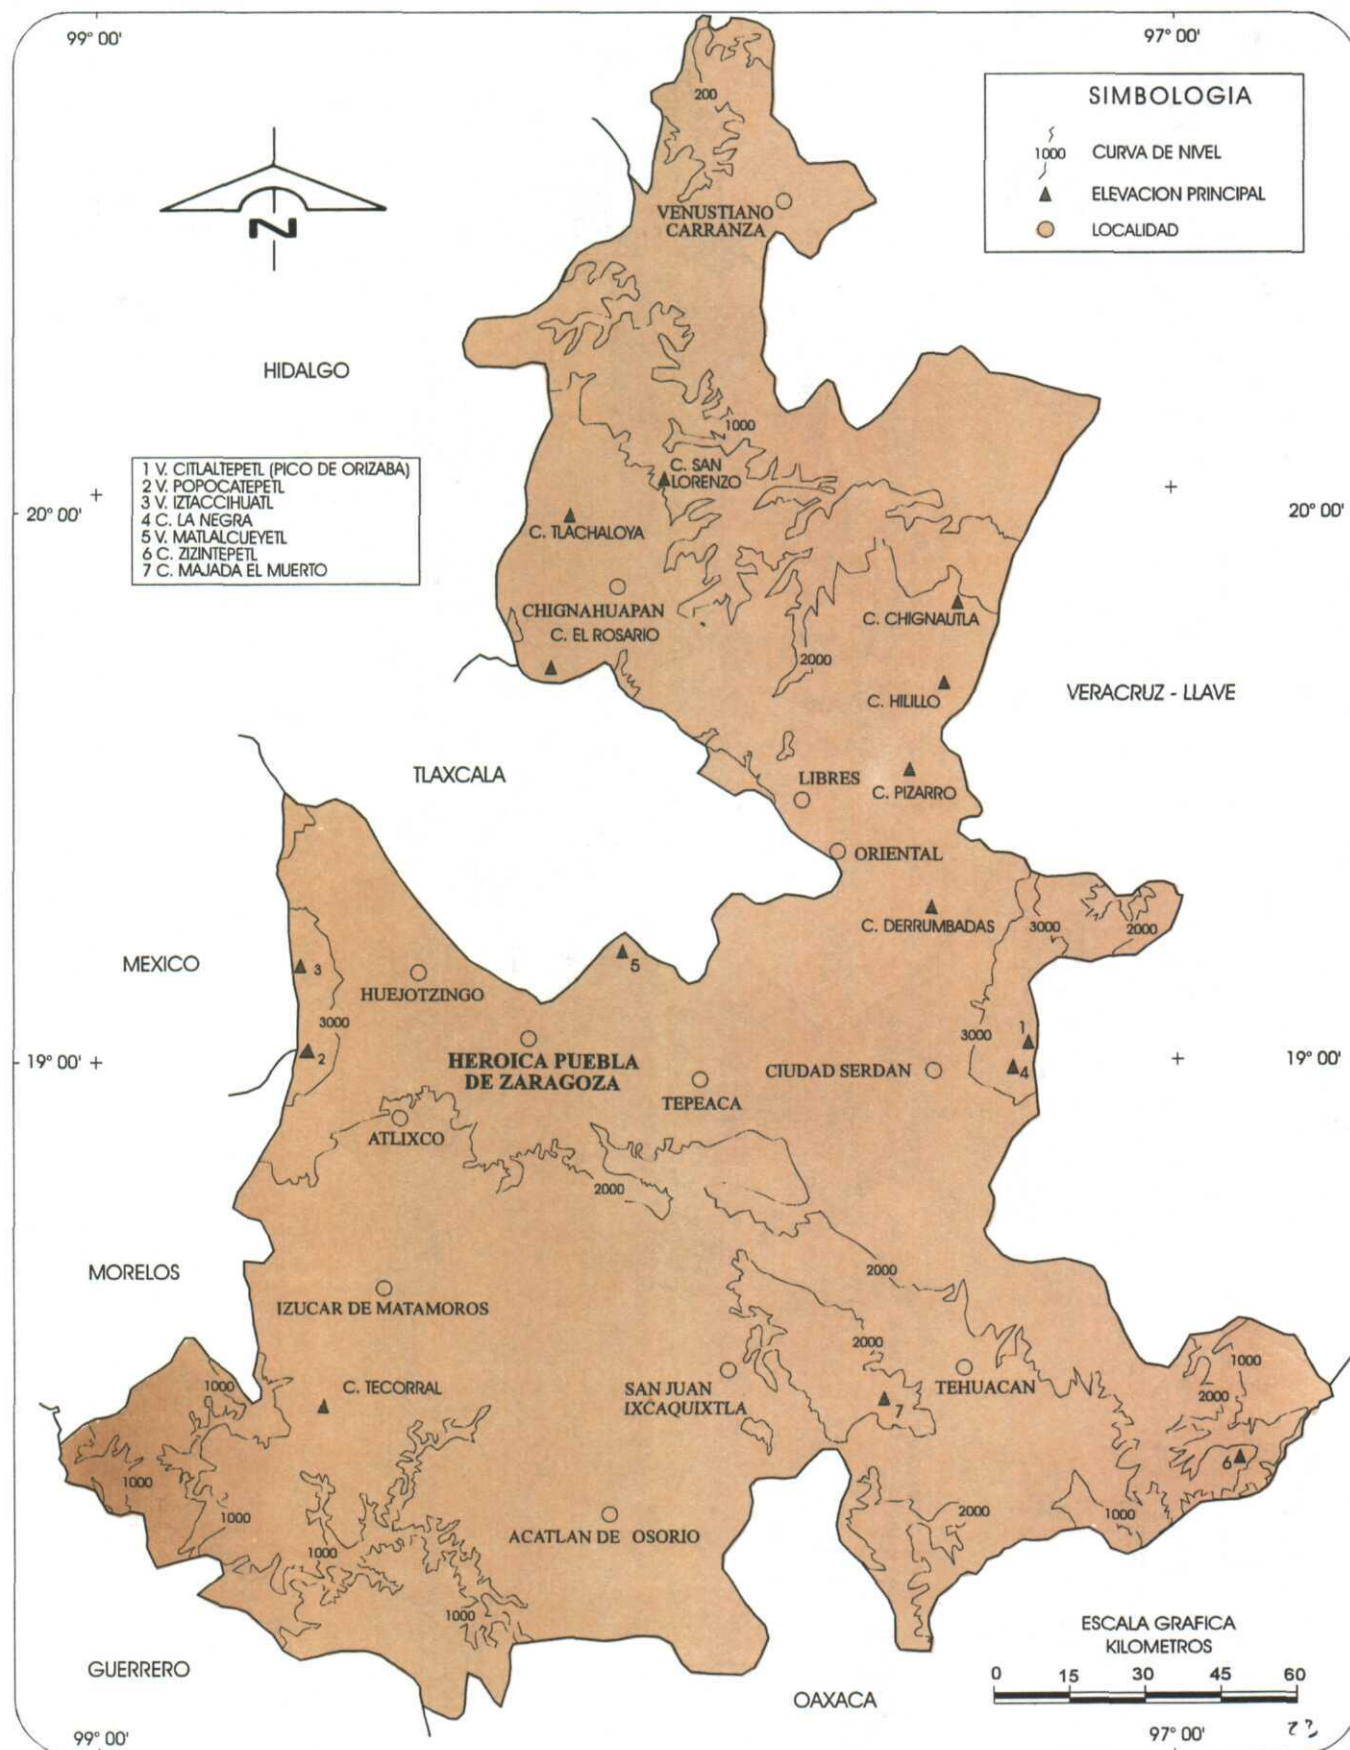 99° 00'
97° 00'
SIMBOLOGIA
1000 CURVA DE NIVEL
ELEVACION PRINCIPAL
LOCALIDAD
N
200
VENUSTIANO
CARRANZA
HIDALGO
1 V. CITLALTEPETL (PICO DE ORIZABA)
2 V. POPOCATEPETL
3 V. IZTACCIHUATL
4 C. LA NEGRA
5 V. MATLALCUEYETL
6 C. ZIZINTEPETL
7 C. MAJADA EL MUERTO
1000
C. SAN
LORENZO
20° 00'
20° 00'
C. TLACHALOYA
CHIGNAHUAPAN
C. EL ROSARIO
C. CHIGNAUTLA
2000
C. HILILLO
VERACRUZ - LLAVE
TLAXCALA
LIBRES
C. PIZARRO
ORIENTAL
C. DERRUMBADAS
3000
2000
MEXICO
3
5
HUEJOTZINGO
3000
3000
1
2
HEROICA PUEBLA
DE ZARAGOZA
19° 00'
19° 00'
CIUDAD SERDAN
4
TEPEACA
ATLIXCO
2000
MORELOS
2000
IZUCAR DE MATAMOROS
2000
1000
C. TECORRAL
1000
SAN JUAN
IXCAQUIXTLA
TEHUACAN
2000
7
6
1000
1000
2000
1000
ACATLAN DE OSORIO
1000
1000
GUERRERO
OAXACA
ESCALA GRAFICA
KILOMETROS
0 15 30 45 60
99° 00'
97° 00'